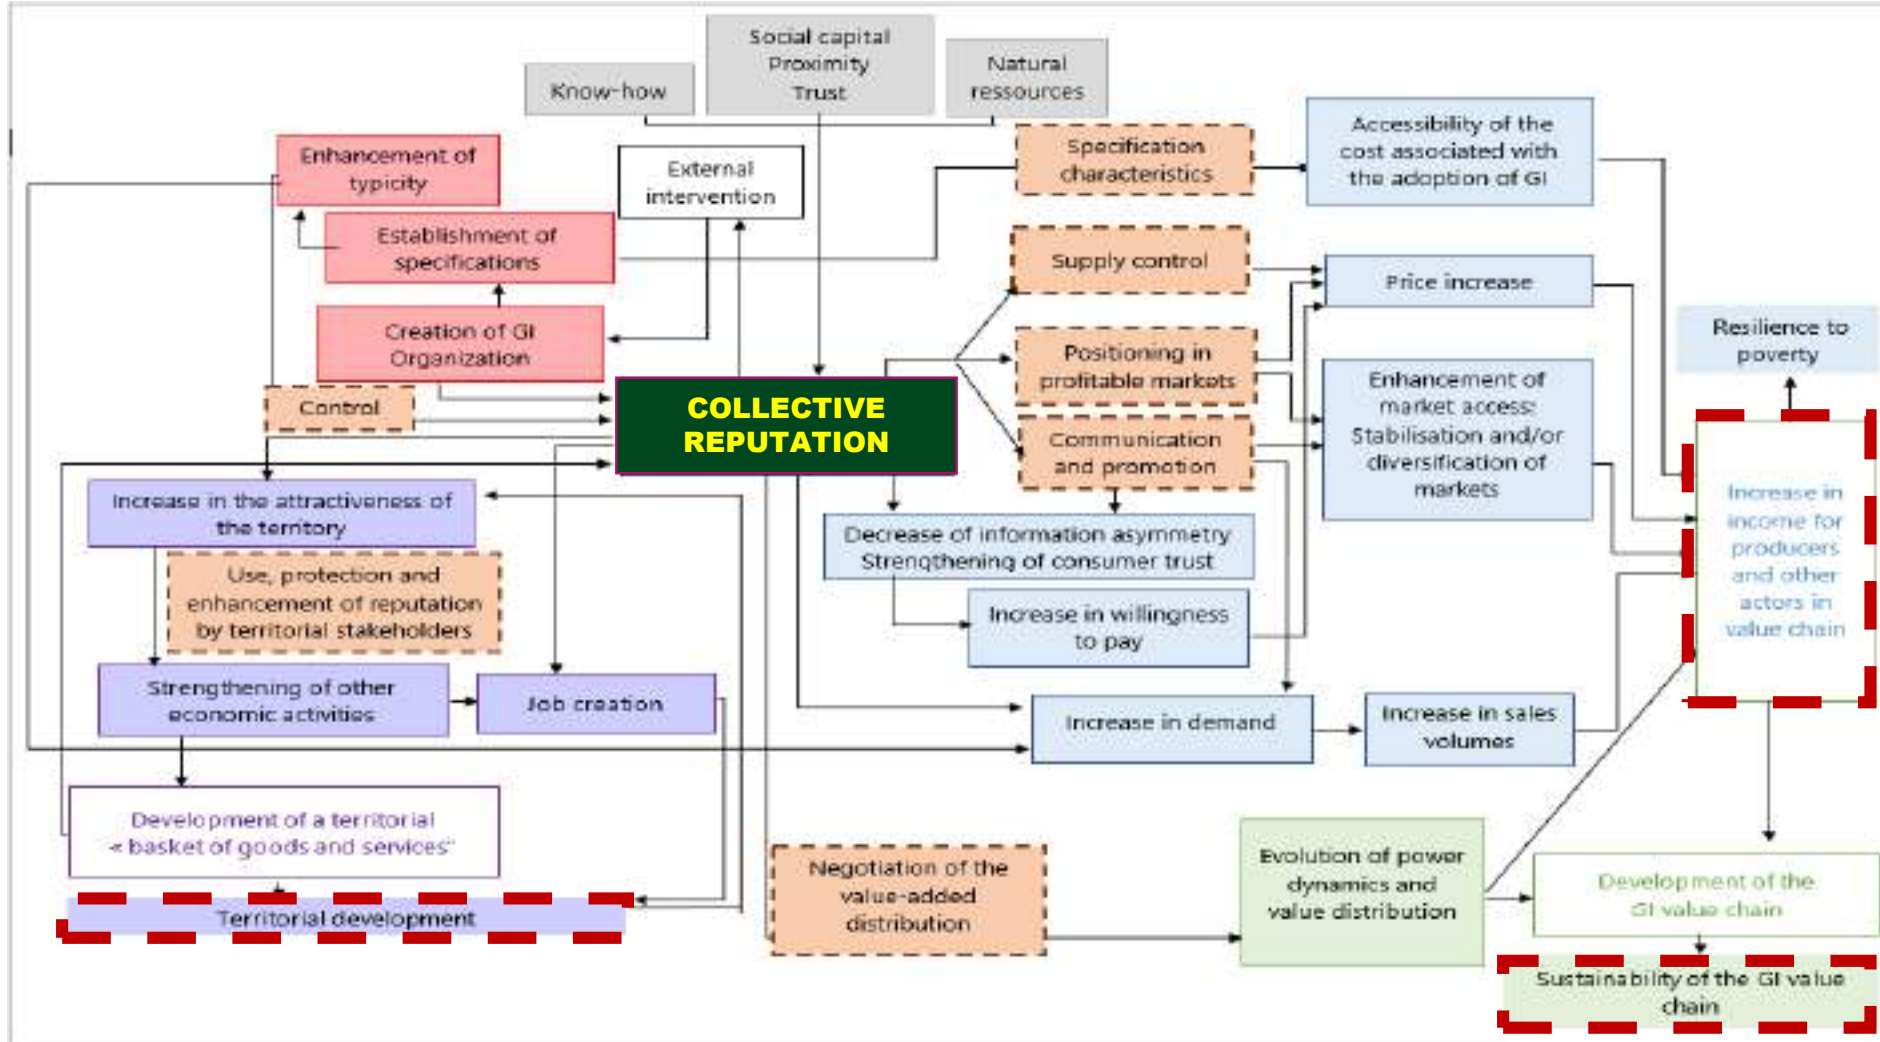 Social capital
Proximity
Trust
Know-how
Natural
ressources
Enhancement of
typicity
External
intervention
Specification
characteristics
Accessibility of the
cost associated with
the adoption of GI
Establishment of
specifications
Supply control
Price increase
Creation of GI
Organization
Positioning in
profitable markets
Resilience to
poverty
Control
COLLECTIVE
REPUTATION
Communication
and promotion
Enhancement of
market access:
Stabilisation and/or
diversification of
markets
Increase in the attractiveness of
the territory
Decrease of information asymmetry
Strengthening of consumer trust
Increase in
income for
producers
and other
actors in
value chain
Use, protection and
enhancement of reputation
by territorial stakeholders
Increase in willingness
to pay
Strengthening of other
economic activities
Job creation
Increase in demand
Increase in sales
volumes
Development of a territorial
« basket of goods and services"
Negotiation of the
value-added
distribution
Evolution of power
dynamics and
value distribution
Development of the
GI value chain
Territorial development
Sustainability of the GI value
chain